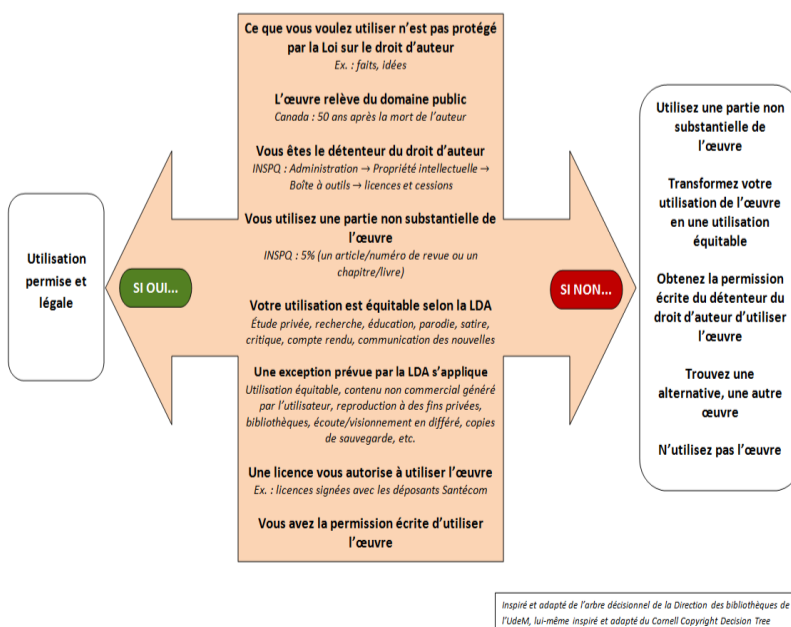 Ce que vous voulez utiliser n'est pas protégé
par la Loi sur le droit d'auteur
Ex. : faits, idées
L'œuvre relève du domaine public
Canada : 50 ans après la mort de l'auteur
Vous êtes le détenteur du droit d'auteur
INSPQ : Administration → Propriété intellectuelle →
Boîte à outils → licences et cessions
Vous utilisez une partie non substantielle de
l'œuvre
INSPQ : 5% (un article/numéro de revue ou un
chapitre/livre)
Votre utilisation est équitable selon la LDA
Étude privée, recherche, éducation, parodie, satire,
critique, compte rendu, communication des nouvelles
Une exception prévue par la LDA s'applique
Utilisation équitable, contenu non commercial généré
par l'utilisateur, reproduction à des fins privées,
bibliothèques, écoute/visionnement en différé, copies
de sauvegarde, etc.
Une licence vous autorise à utiliser l'œuvre
Ex. : licences signées avec les déposants Santécom
Vous avez la permission écrite d'utiliser
l'œuvre
SI OUI...
Utilisation
permise et
légale
SI NON...
Utilisez une partie non
substantielle de
l'œuvre
Transformez votre
utilisation de l'œuvre
en une utilisation
équitable
Obtenez la permission
écrite du détenteur du
droit d'auteur d'utiliser
l'œuvre
Trouvez une
alternative, une autre
œuvre
N'utilisez pas l'œuvre
Inspiré et adapté de l'arbre décisionnel de la Direction des bibliothèques de
l'UdeM, lui-même inspiré et adapté du Cornell Copyright Decision Tree